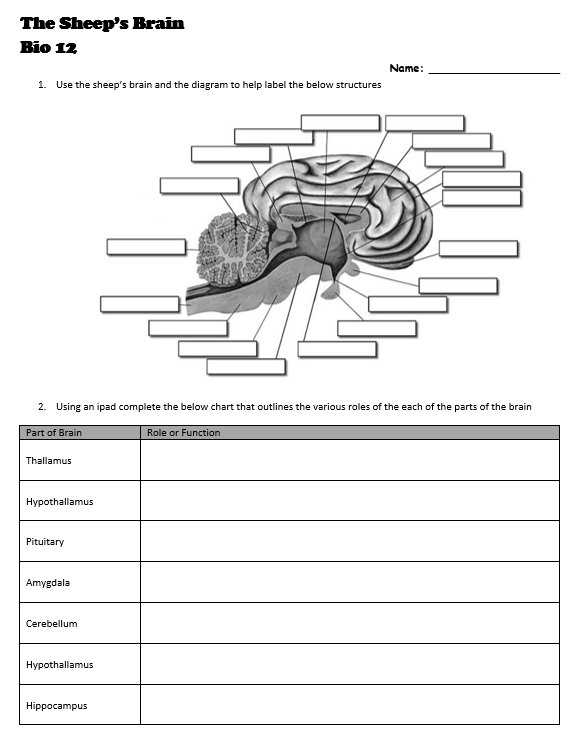 The Sheep's Brain
Bio 12
Name:
1. Use the sheep's brain and the diagram to help label the below structures
2. Using an ipad complete the below chart that outlines the various roles of the each of the parts of the brain
Part of Brain Role or Function
Thallamus
Hypothallamus
Pituitary
Amygdala
Cerebellum
Hypothallamus
Hippocampus